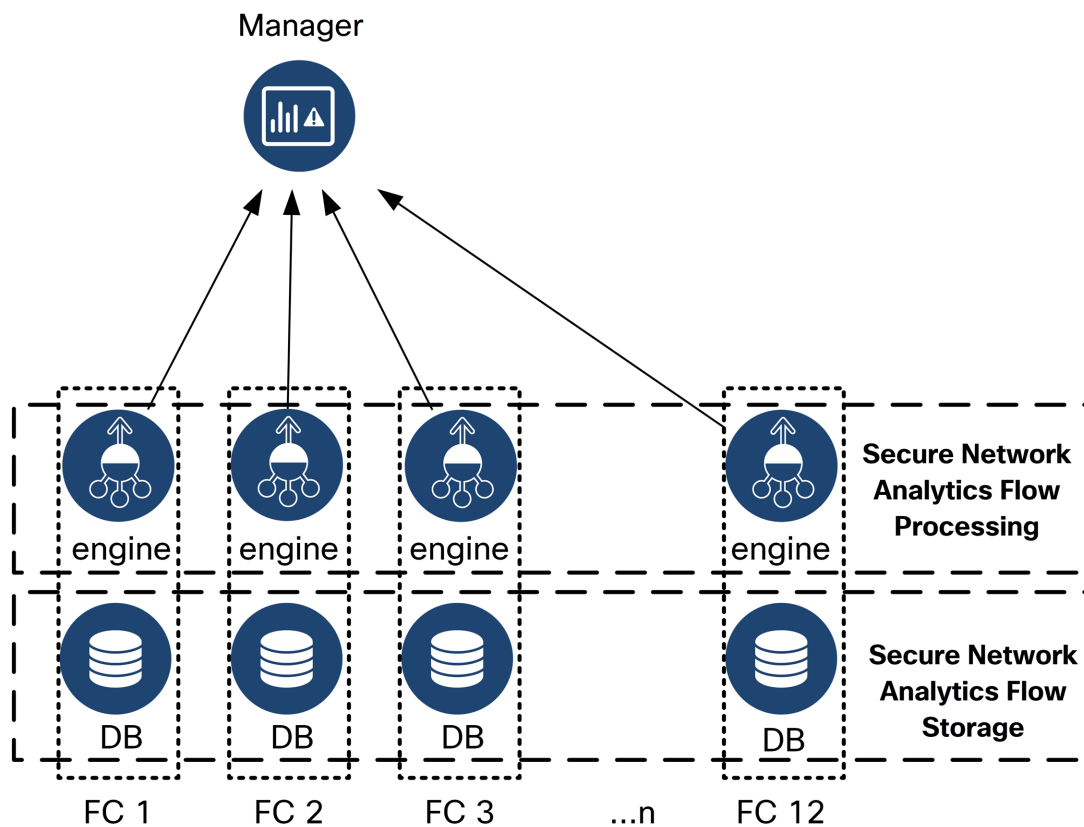 Manager
engine engine engine engine
Secure Network
Analytics Flow
Processing
DB DB DB DB
Secure Network
Analytics Flow
Storage
FC 1 FC 2 FC 3 ...n FC 12